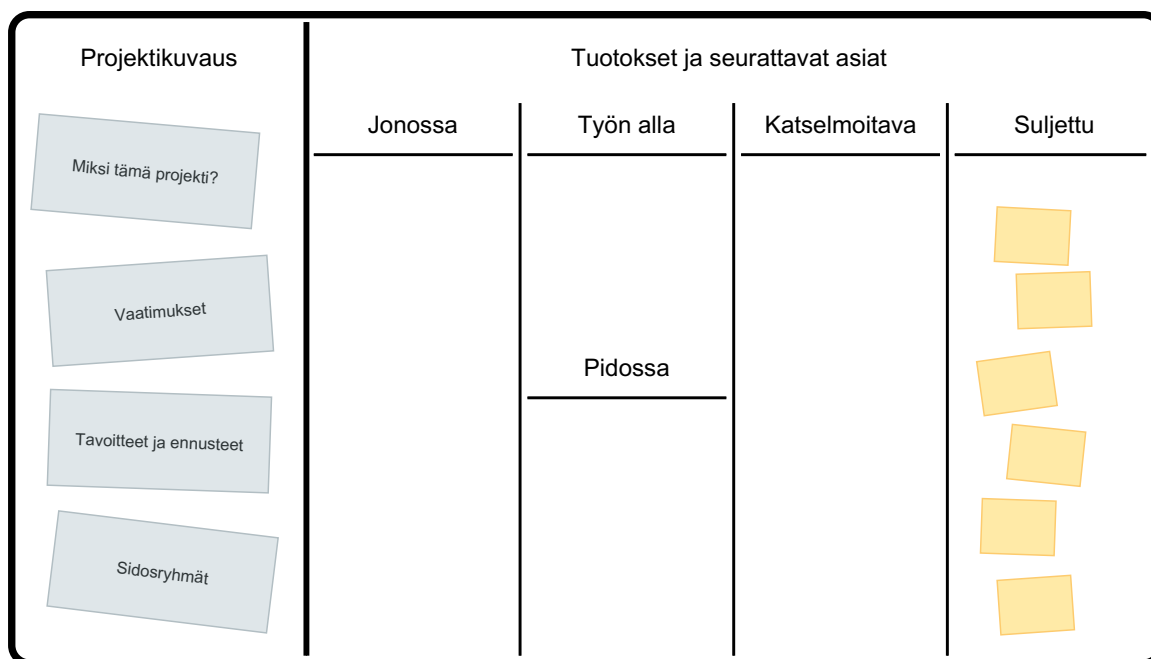 Projektikuvaus
Tuotokset ja seurattavat asiat
Jonossa
Työn alla
Katselmoitava
Suljettu
Miksi tämä projekti?
Vaatimukset
Pidossa
Tavoitteet ja ennusteet
Sidosryhmät